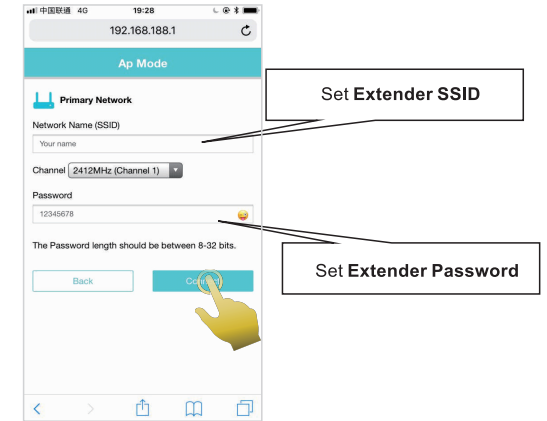 中国联通 4G 19:28
192.168.188.1
Ap Mode
Set Extender SSID
Primary Network
Network Name (SSID)
Your name
Channel 2412MHz (Channel 1)
Password
12345678
The Password length should be between 8-32 bits.
Set Extender Password
Back